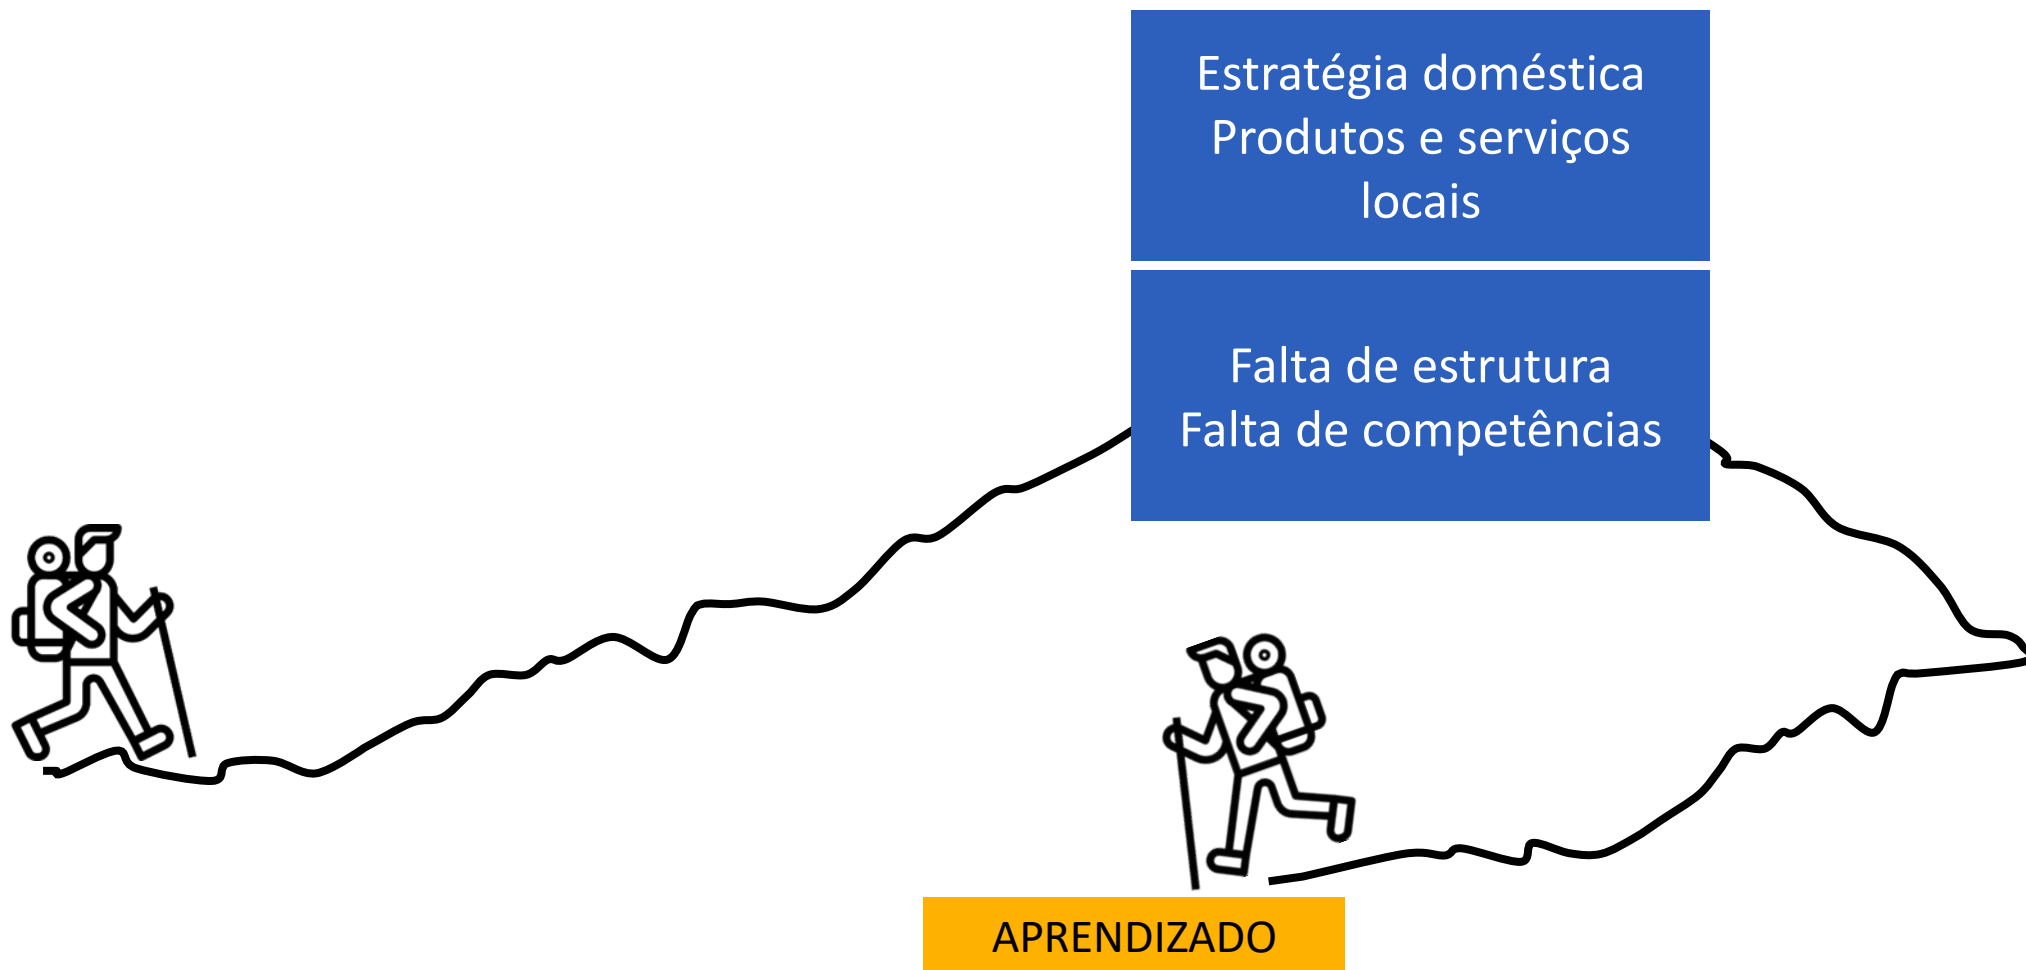 Estratégia doméstica
Produtos e serviços
locais
Falta de estrutura
Falta de competências
APRENDIZADO